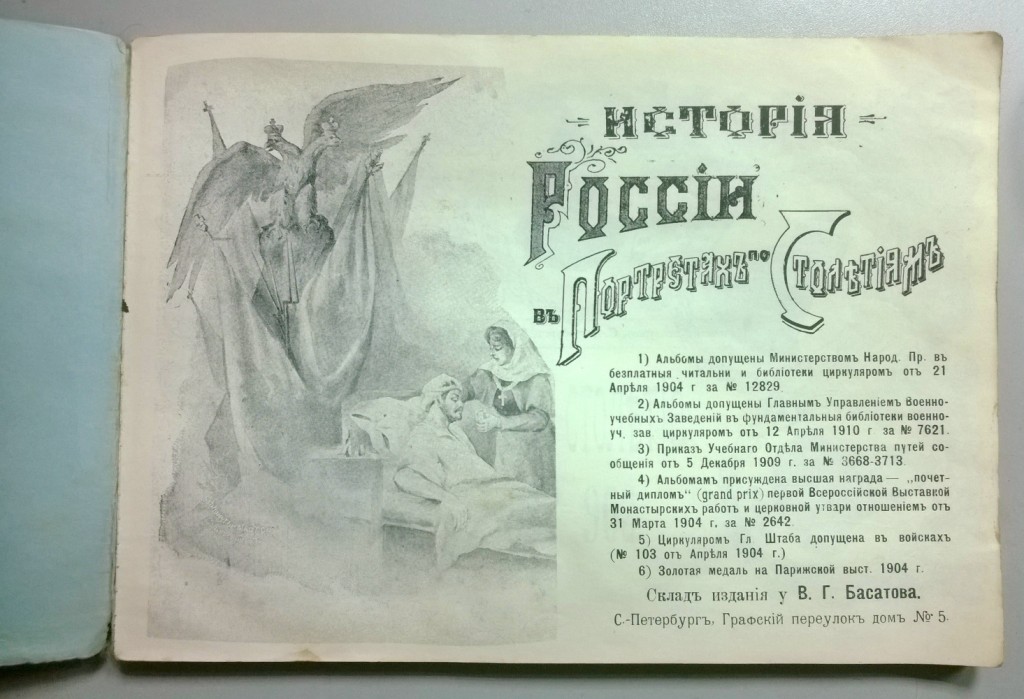 ИСТОРІЯ
РОССІИ
въ Портретахъ по Столѣтіямъ
1) Альбомы допущены Министерствомъ Народ. Пр. въ
безплатныя читальни и библіотеки циркуляромъ отъ 21
Апрѣля 1904 г за № 12829.
2) Альбомы допущены Главнымъ Управленіемъ Военно-
учебныхъ Заведеній въ фундаментальныя библіотеки военно-
уч. зав. циркуляромъ отъ 12 Апрѣля 1910 г за № 7621.
3) Приказъ Учебнаго Отдѣла Министерства путей со-
общенія отъ 5 Декабря 1909 г. за № 3668-3713.
4) Альбомамъ присуждена высшая награда — „почет-
ный дипломъ“ (grand prix) первой Всероссійской Выставкой
Монастырскихъ работъ и церковной утвари отношеніемъ отъ
31 Марта 1904 г. за № 2642.
5) Циркуляромъ Гл Штаба допущена въ войскахъ
(№ 103 отъ Апрѣля 1904 г.)
6) Золотая медаль на Парижской выст. 1904 г.
Складъ изданія у В. Г. Басатова.
С.-Петербургъ, Графскій переулокъ домъ № 5.